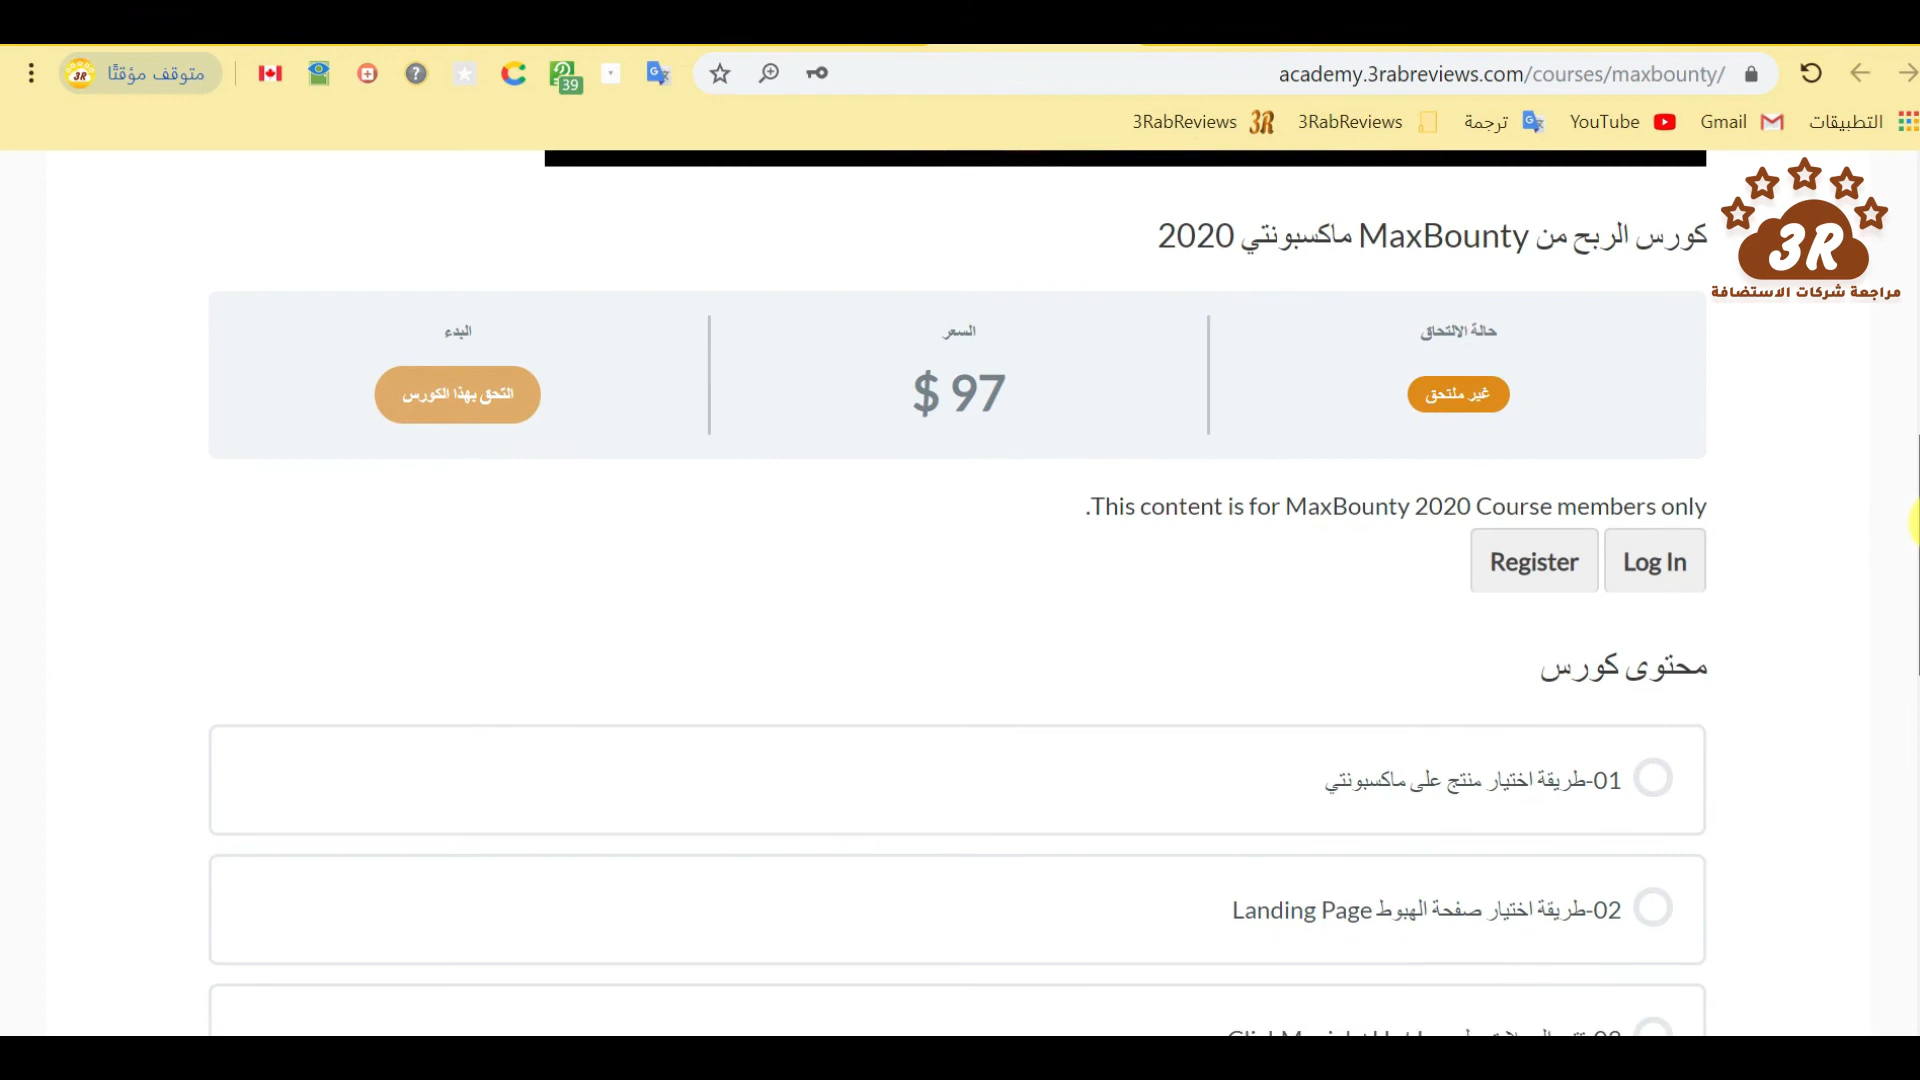 متوقف مؤقتًا
39
academy.3rabreviews.com/courses/maxbounty/
التطبيقات
Gmail
YouTube
ترجمة
3RabReviews
3R 3RabReviews
3R
مراجعة شركات الاستضافة
كورس الربح من MaxBounty ماكسبونتي 2020
حالة الالتحاق
السعر
البدء
غير ملتحق
$ 97
التحق بهذا الكورس
.This content is for MaxBounty 2020 Course members only
Log In
Register
محتوى كورس
01-طريقة اختيار منتج على ماكسبونتي
02-طريقة اختيار صفحة الهبوط Landing Page